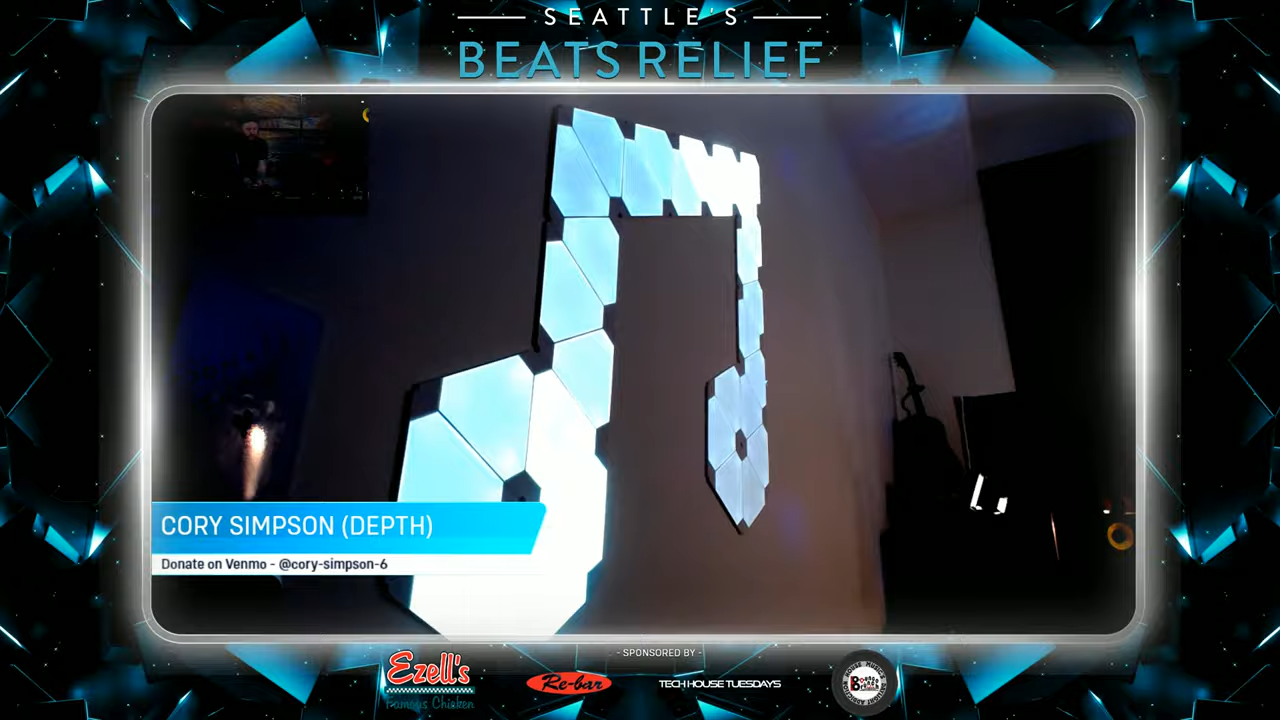 SEATTLE'S
BEATS RELIEF
CORY SIMPSON (DEPTH)
Donate on Venmo - @cory-simpson-6
- SPONSORED BY -
Ezell's
Famous Chicken
Re-bar
TECH HOUSE TUESDAYS